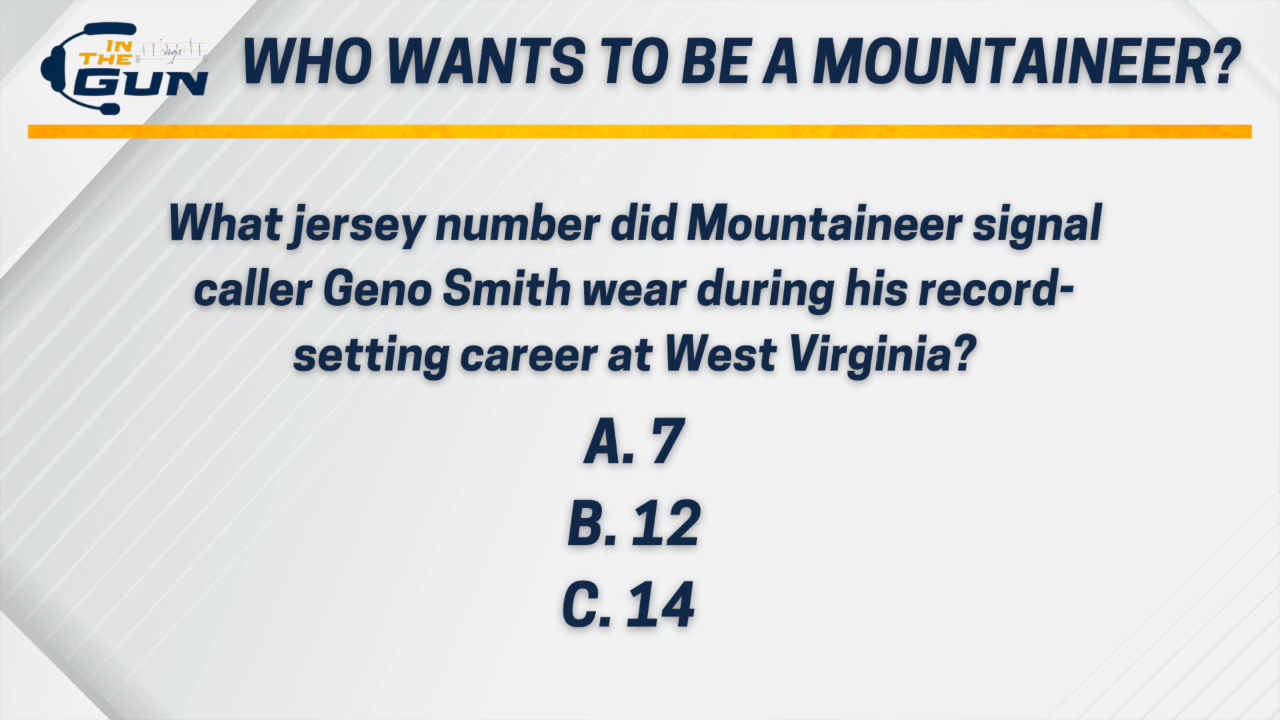 IN
THE
GUN
WHO WANTS TO BE A MOUNTAINEER?
What jersey number did Mountaineer signal
caller Geno Smith wear during his record-
setting career at West Virginia?
A. 7
B. 12
C. 14